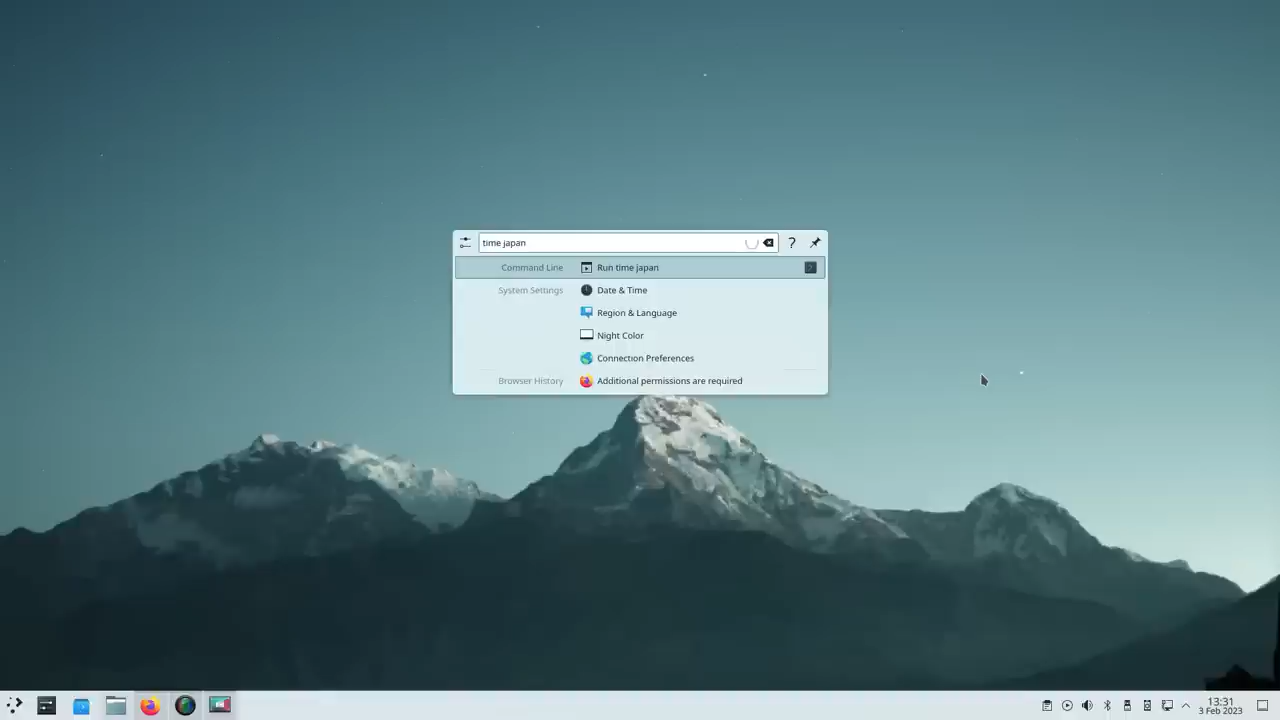 time japan
?
Command Line Run time japan
System Settings Date & Time
Region & Language
Night Color
Connection Preferences
Browser History Additional permissions are required
13:31
3 Feb 2023